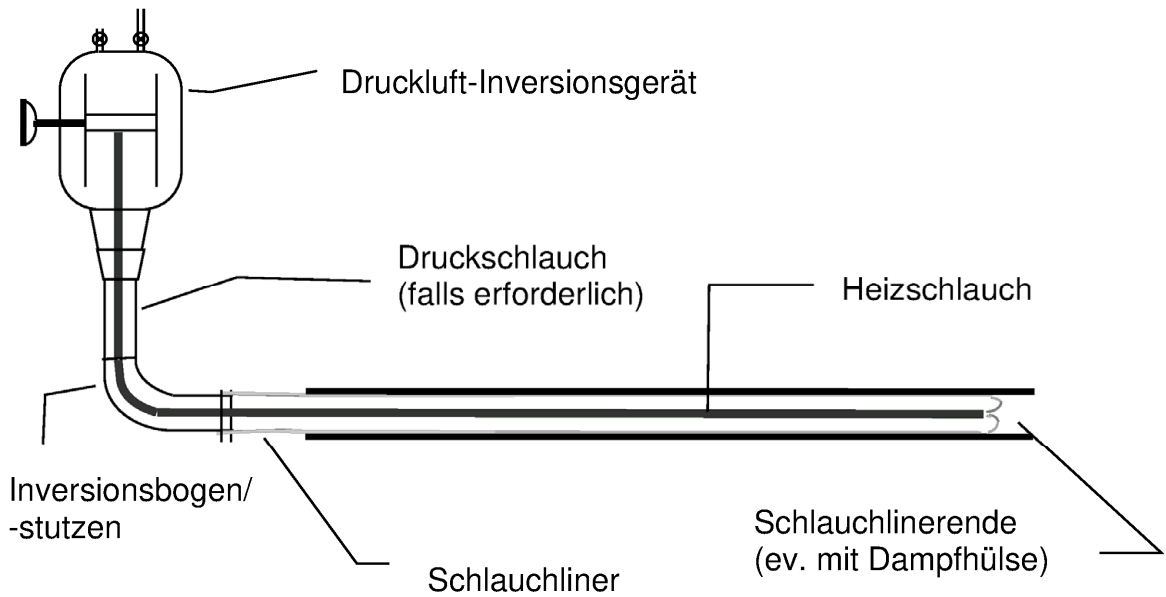 Druckluft-Inversionsgerät
Druckschlauch
(falls erforderlich)
Heizschlauch
Inversionsbogen/
-stutzen
Schlauchlinerende
(ev. mit Dampfhülse)
Schlauchliner